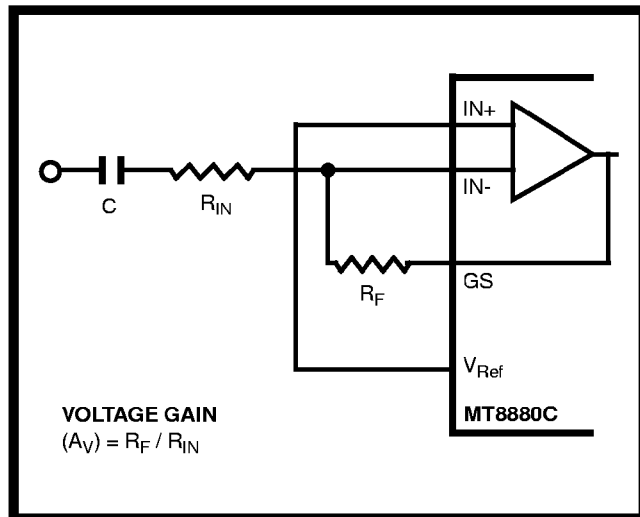 IN+
IN-
C
R_IN
R_F
GS
V_Ref
MT8880C
VOLTAGE GAIN
(A_V) = R_F / R_IN